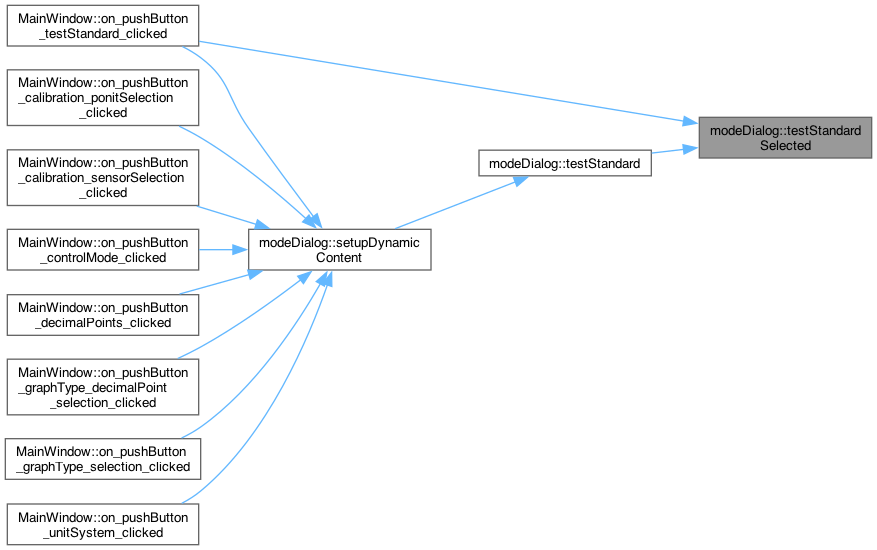 MainWindow::on_pushButton
_testStandard_clicked
MainWindow::on_pushButton
_calibration_ponitSelection
_clicked
MainWindow::on_pushButton
_calibration_sensorSelection
_clicked
MainWindow::on_pushButton
_controlMode_clicked
MainWindow::on_pushButton
_decimalPoints_clicked
MainWindow::on_pushButton
_graphType_decimalPoint
_selection_clicked
MainWindow::on_pushButton
_graphType_selection_clicked
MainWindow::on_pushButton
_unitSystem_clicked
modeDialog::setupDynamic
Content
modeDialog::testStandard
modeDialog::testStandard
Selected